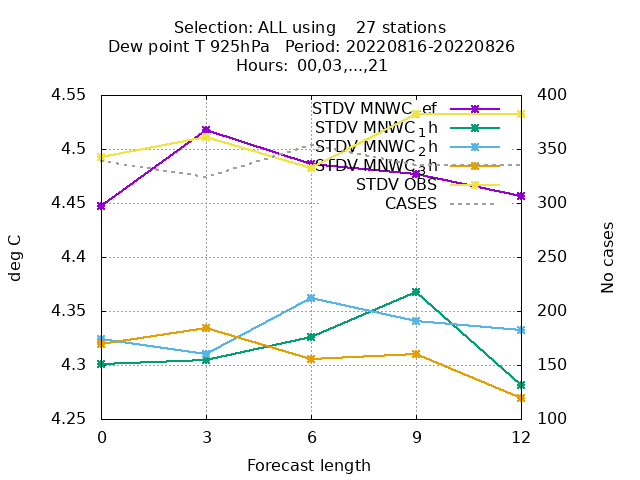 Selection: ALL using 27 stations
Dew point T 925hPa Period: 20220816-20220826
Hours: 00,03,...,21
4.55
4.5
4.45
4.4
4.35
4.3
4.25
400
350
300
250
200
150
100
0
3
6
9
12
deg C
No cases
Forecast length
STDV MNWC_ef
STDV MNWC_1h
STDV MNWC_2h
STDV MNWC_3h
STDV OBS
CASES